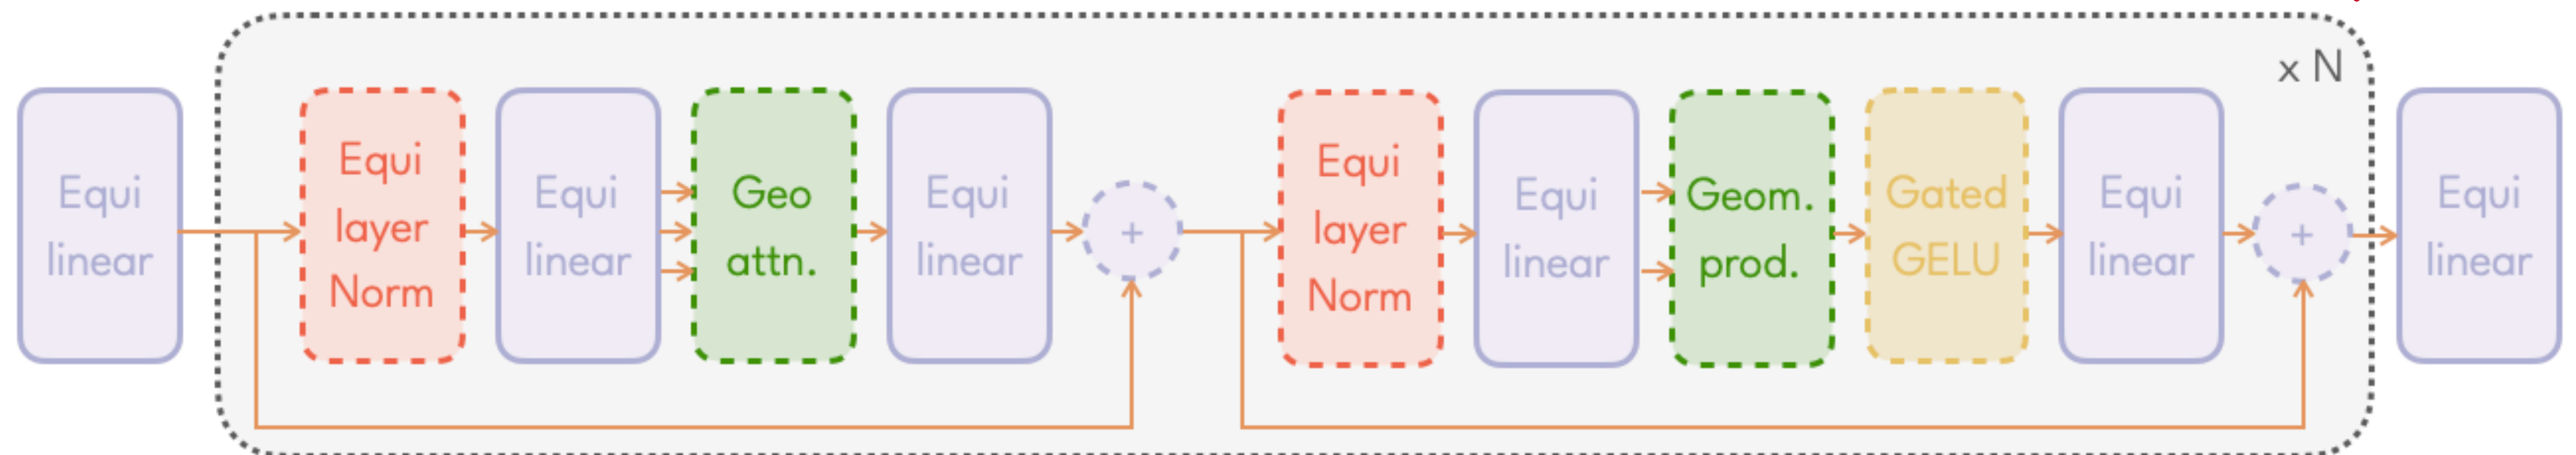 x N
Equi
linear
Equi
layer
Norm
Equi
linear
Geo
attn.
Equi
linear
+
Equi
layer
Norm
Equi
linear
Geom.
prod.
Gated
GELU
Equi
linear
+
Equi
linear